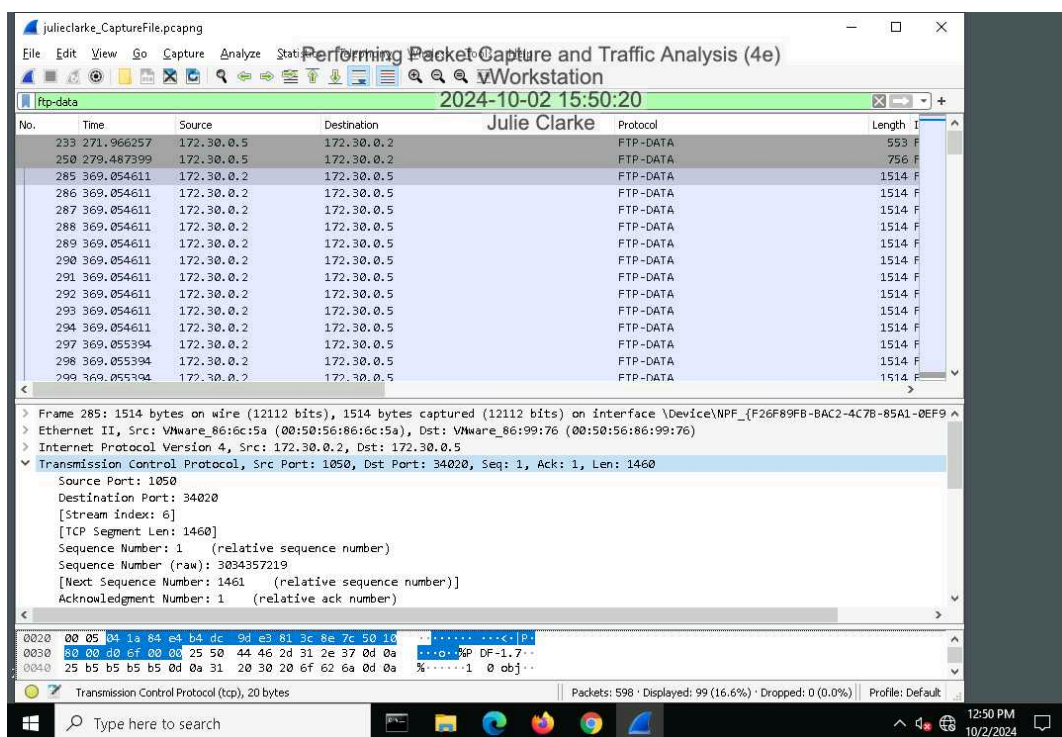 julieclarke_CaptureFile.pcapng
File Edit View Go Capture Analyze
Performing Packet Capture and Traffic Analysis (4e)
vWorkstation
2024-10-02 15:50:20
Julie Clarke
ftp-data
No. Time Source Destination Protocol Length
233 271.966257 172.30.0.5 172.30.0.2 FTP-DATA 553 F
250 279.487399 172.30.0.5 172.30.0.2 FTP-DATA 756 F
285 369.054611 172.30.0.2 172.30.0.5 FTP-DATA 1514 F
286 369.054611 172.30.0.2 172.30.0.5 FTP-DATA 1514 F
287 369.054611 172.30.0.2 172.30.0.5 FTP-DATA 1514 F
288 369.054611 172.30.0.2 172.30.0.5 FTP-DATA 1514 F
289 369.054611 172.30.0.2 172.30.0.5 FTP-DATA 1514 F
290 369.054611 172.30.0.2 172.30.0.5 FTP-DATA 1514 F
291 369.054611 172.30.0.2 172.30.0.5 FTP-DATA 1514 F
292 369.054611 172.30.0.2 172.30.0.5 FTP-DATA 1514 F
293 369.054611 172.30.0.2 172.30.0.5 FTP-DATA 1514 F
294 369.054611 172.30.0.2 172.30.0.5 FTP-DATA 1514 F
297 369.055394 172.30.0.2 172.30.0.5 FTP-DATA 1514 F
298 369.055394 172.30.0.2 172.30.0.5 FTP-DATA 1514 F
299 369.055394 172.30.0.2 172.30.0.5 FTP-DATA 1514 F
Frame 285: 1514 bytes on wire (12112 bits), 1514 bytes captured (12112 bits) on interface \Device\NPF_{F26F89FB-BAC2-4C7B-85A1-0EF9
Ethernet II, Src: VMware_86:6c:5a (00:50:56:86:6c:5a), Dst: VMware_86:99:76 (00:50:56:86:99:76)
Internet Protocol Version 4, Src: 172.30.0.2, Dst: 172.30.0.5
Transmission Control Protocol, Src Port: 1050, Dst Port: 34020, Seq: 1, Ack: 1, Len: 1460
Source Port: 1050
Destination Port: 34020
[Stream index: 6]
[TCP Segment Len: 1460]
Sequence Number: 1 (relative sequence number)
Sequence Number (raw): 3034357219
[Next Sequence Number: 1461 (relative sequence number)]
Acknowledgment Number: 1 (relative ack number)
0020 00 05 04 1a 84 e4 b4 dc 9d e3 81 3c 8e 7c 50 10 ········ ···<·|P·
0030 80 00 d0 6f 00 00 25 50 44 46 2d 31 2e 37 0d 0a ···o··%P DF-1.7··
0040 25 b5 b5 b5 b5 0d 0a 31 20 30 20 6f 62 6a 0d 0a %······1 0 obj··
Transmission Control Protocol (tcp), 20 bytes Packets: 598 · Displayed: 99 (16.6%) · Dropped: 0 (0.0%) Profile: Default
Type here to search
12:50 PM
10/2/2024